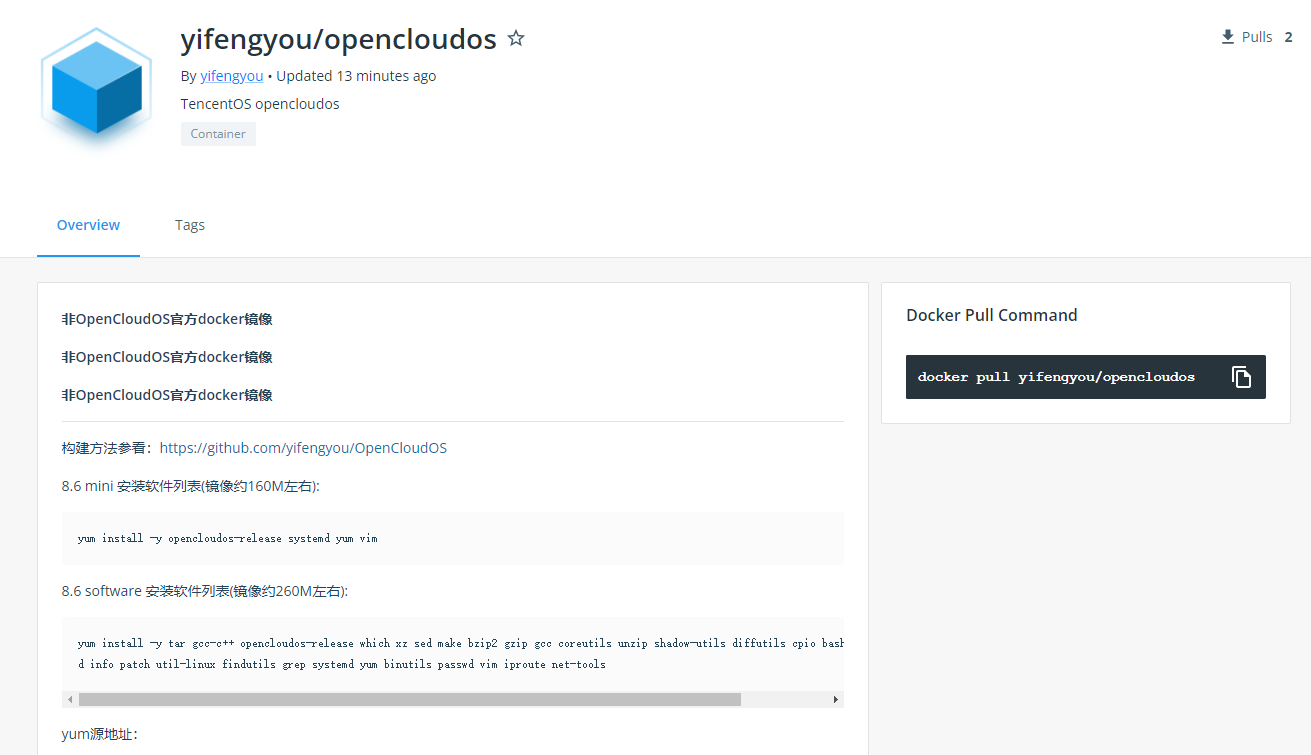 yifengyou/opencloudos
Pulls 2
By yifengyou • Updated 13 minutes ago
TencentOS opencloudos
Container
Overview
Tags
非OpenCloudOS官方docker镜像
非OpenCloudOS官方docker镜像
非OpenCloudOS官方docker镜像
构建方法参看：https://github.com/yifengyou/OpenCloudOS
8.6 mini 安装软件列表(镜像约160M左右):
yum install -y opencloudos-release systemd yum vim
8.6 software 安装软件列表(镜像约260M左右):
yum install -y tar gcc-c++ opencloudos-release which xz sed make bzip2 gzip gcc coreutils unzip shadow-utils diffutils cpio bash
d info patch util-linux findutils grep systemd yum binutils passwd vim iproute net-tools
yum源地址：
Docker Pull Command
docker pull yifengyou/opencloudos